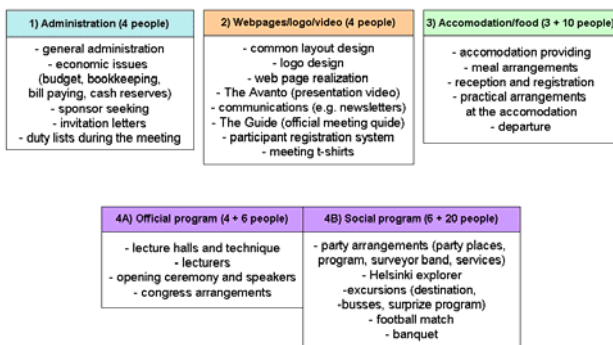 1) Administration (4 people)
- general administration
- economic issues
(budget, bookkeeping,
bill paying, cash reserves)
- sponsor seeking
- invitation letters
- duty lists during the meeting
2) Webpages/logo/video (4 people)
- common layout design
- logo design
- web page realization
- The Avanto (presentation video)
- communications (e.g. newsletters)
- The Guide (official meeting quide)
- participant registration system
- meeting t-shirts
3) Accomodation/food (3 + 10 people)
- accomodation providing
- meal arrangements
- reception and registration
- practical arrangements
at the accomodation
- departure
4A) Official program (4 + 6 people)
- lecture halls and technique
- lecturers
- opening ceremony and speakers
- congress arrangements
4B) Social program (6 + 20 people)
- party arrangements (party places,
program, surveyor band, services)
- Helsinki explorer
-excursions (destination,
-busses, surprize program)
- football match
- banquet